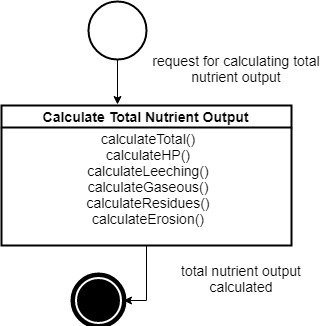 request for calculating total
nutrient output
Calculate Total Nutrient Output
calculateTotal()
calculateHP()
calculateLeeching()
calculateGaseous()
calculateResidues()
calculateErosion()
total nutrient output
calculated